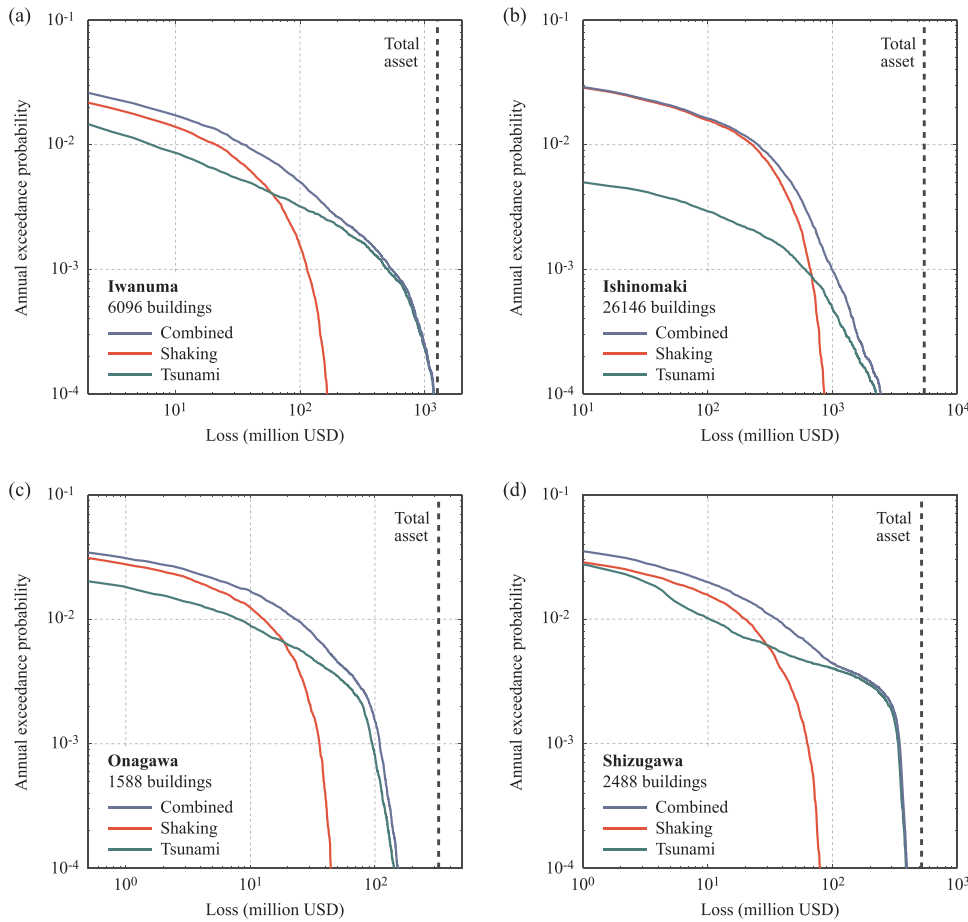 (a)
10⁻¹
10⁻²
10⁻³
10⁻⁴
Annual exceedance probability
Total
asset
Iwanuma
6096 buildings
Combined
Shaking
Tsunami
10¹ 10² 10³
Loss (million USD)
(b)
10⁻¹
10⁻²
10⁻³
10⁻⁴
Annual exceedance probability
Total
asset
Ishinomaki
26146 buildings
Combined
Shaking
Tsunami
10¹ 10² 10³ 10⁴
Loss (million USD)
(c)
10⁻¹
10⁻²
10⁻³
10⁻⁴
Annual exceedance probability
Total
asset
Onagawa
1588 buildings
Combined
Shaking
Tsunami
10⁰ 10¹ 10²
Loss (million USD)
(d)
10⁻¹
10⁻²
10⁻³
10⁻⁴
Annual exceedance probability
Total
asset
Shizugawa
2488 buildings
Combined
Shaking
Tsunami
10⁰ 10¹ 10² 10³
Loss (million USD)